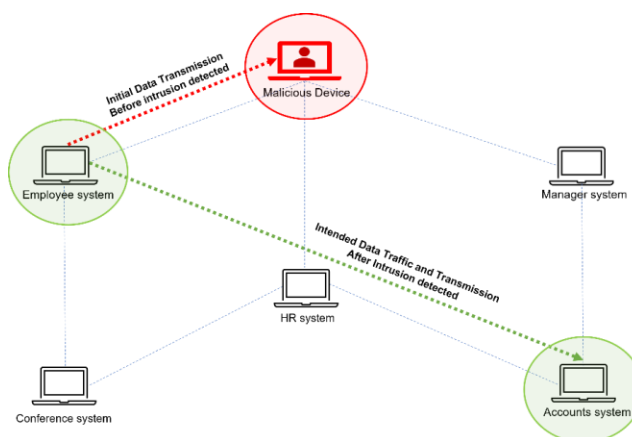 Initial Data Transmission
Before intrusion detected
Malicious Device
Employee system
Manager system
Intended Data Traffic and Transmission
After Intrusion detected
HR system
Conference system
Accounts system